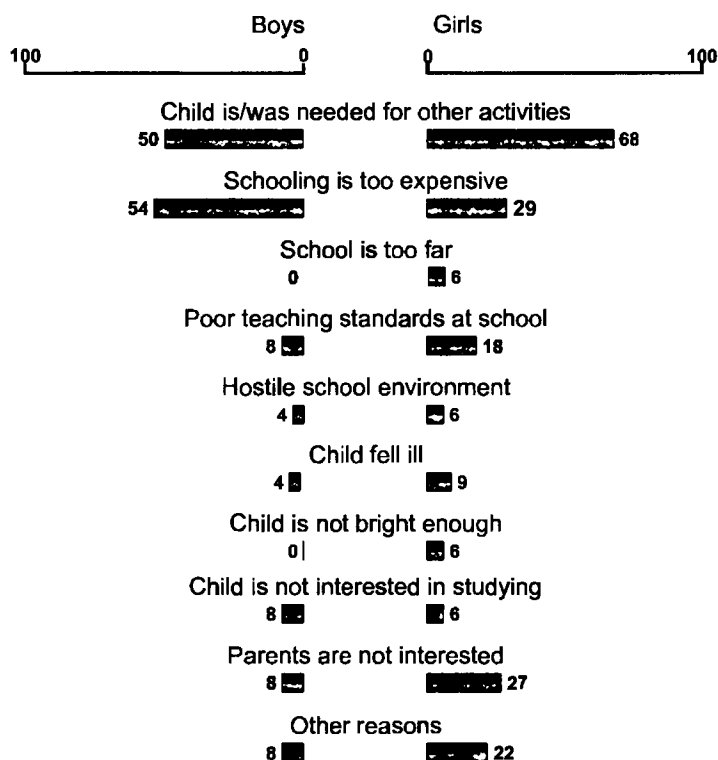 Boys Girls
100 0 0 100
Child is/was needed for other activities
50 68
Schooling is too expensive
54 29
School is too far
0 6
Poor teaching standards at school
8 18
Hostile school environment
4 6
Child fell ill
4 9
Child is not bright enough
0 6
Child is not interested in studying
8 6
Parents are not interested
8 27
Other reasons
8 22